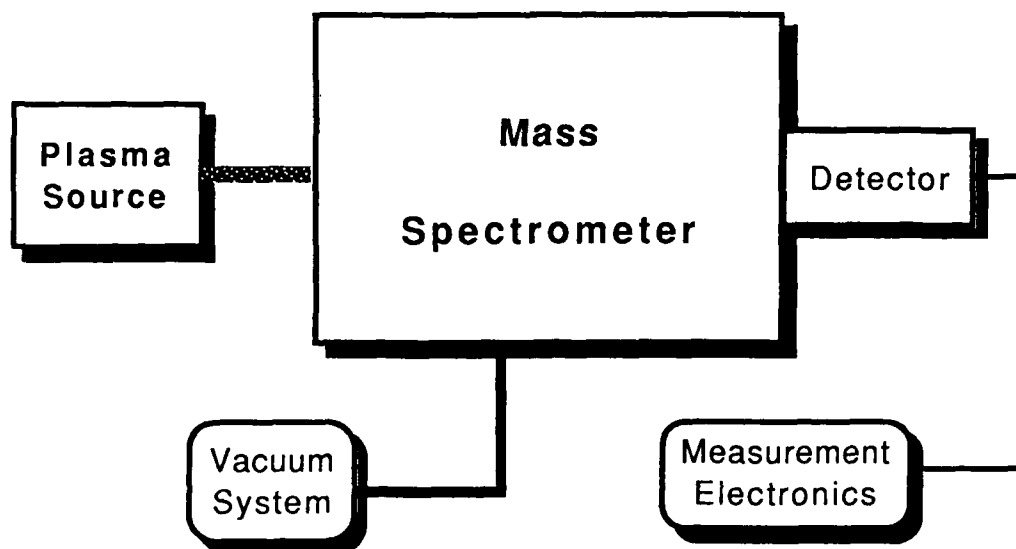 Plasma
Source
Mass
Spectrometer
Detector
Vacuum
System
Measurement
Electronics